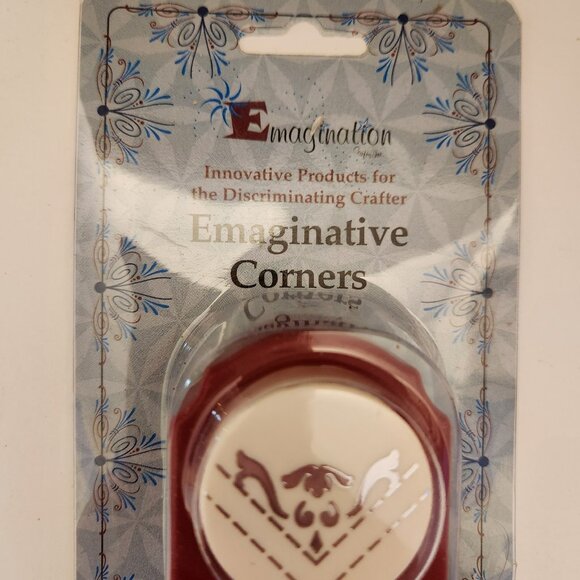 Emagination
Innovative Products for
the Discriminating Crafter
Emaginative
Corners